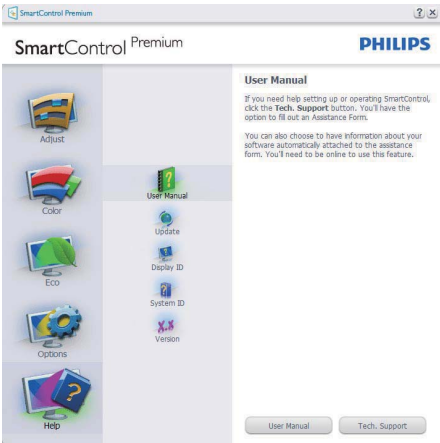 SmartControl Premium
SmartControl Premium
PHILIPS
Adjust
Color
Eco
Options
Help
User Manual
Update
Display ID
System ID
X.X
Version
User Manual
If you need help setting up or operating SmartControl,
click the Tech. Support button. You'll have the
option to fill out an Assistance Form.
You can also choose to have information about your
software automatically attached to the assistance
form. You'll need to be online to use this feature.
User Manual
Tech. Support